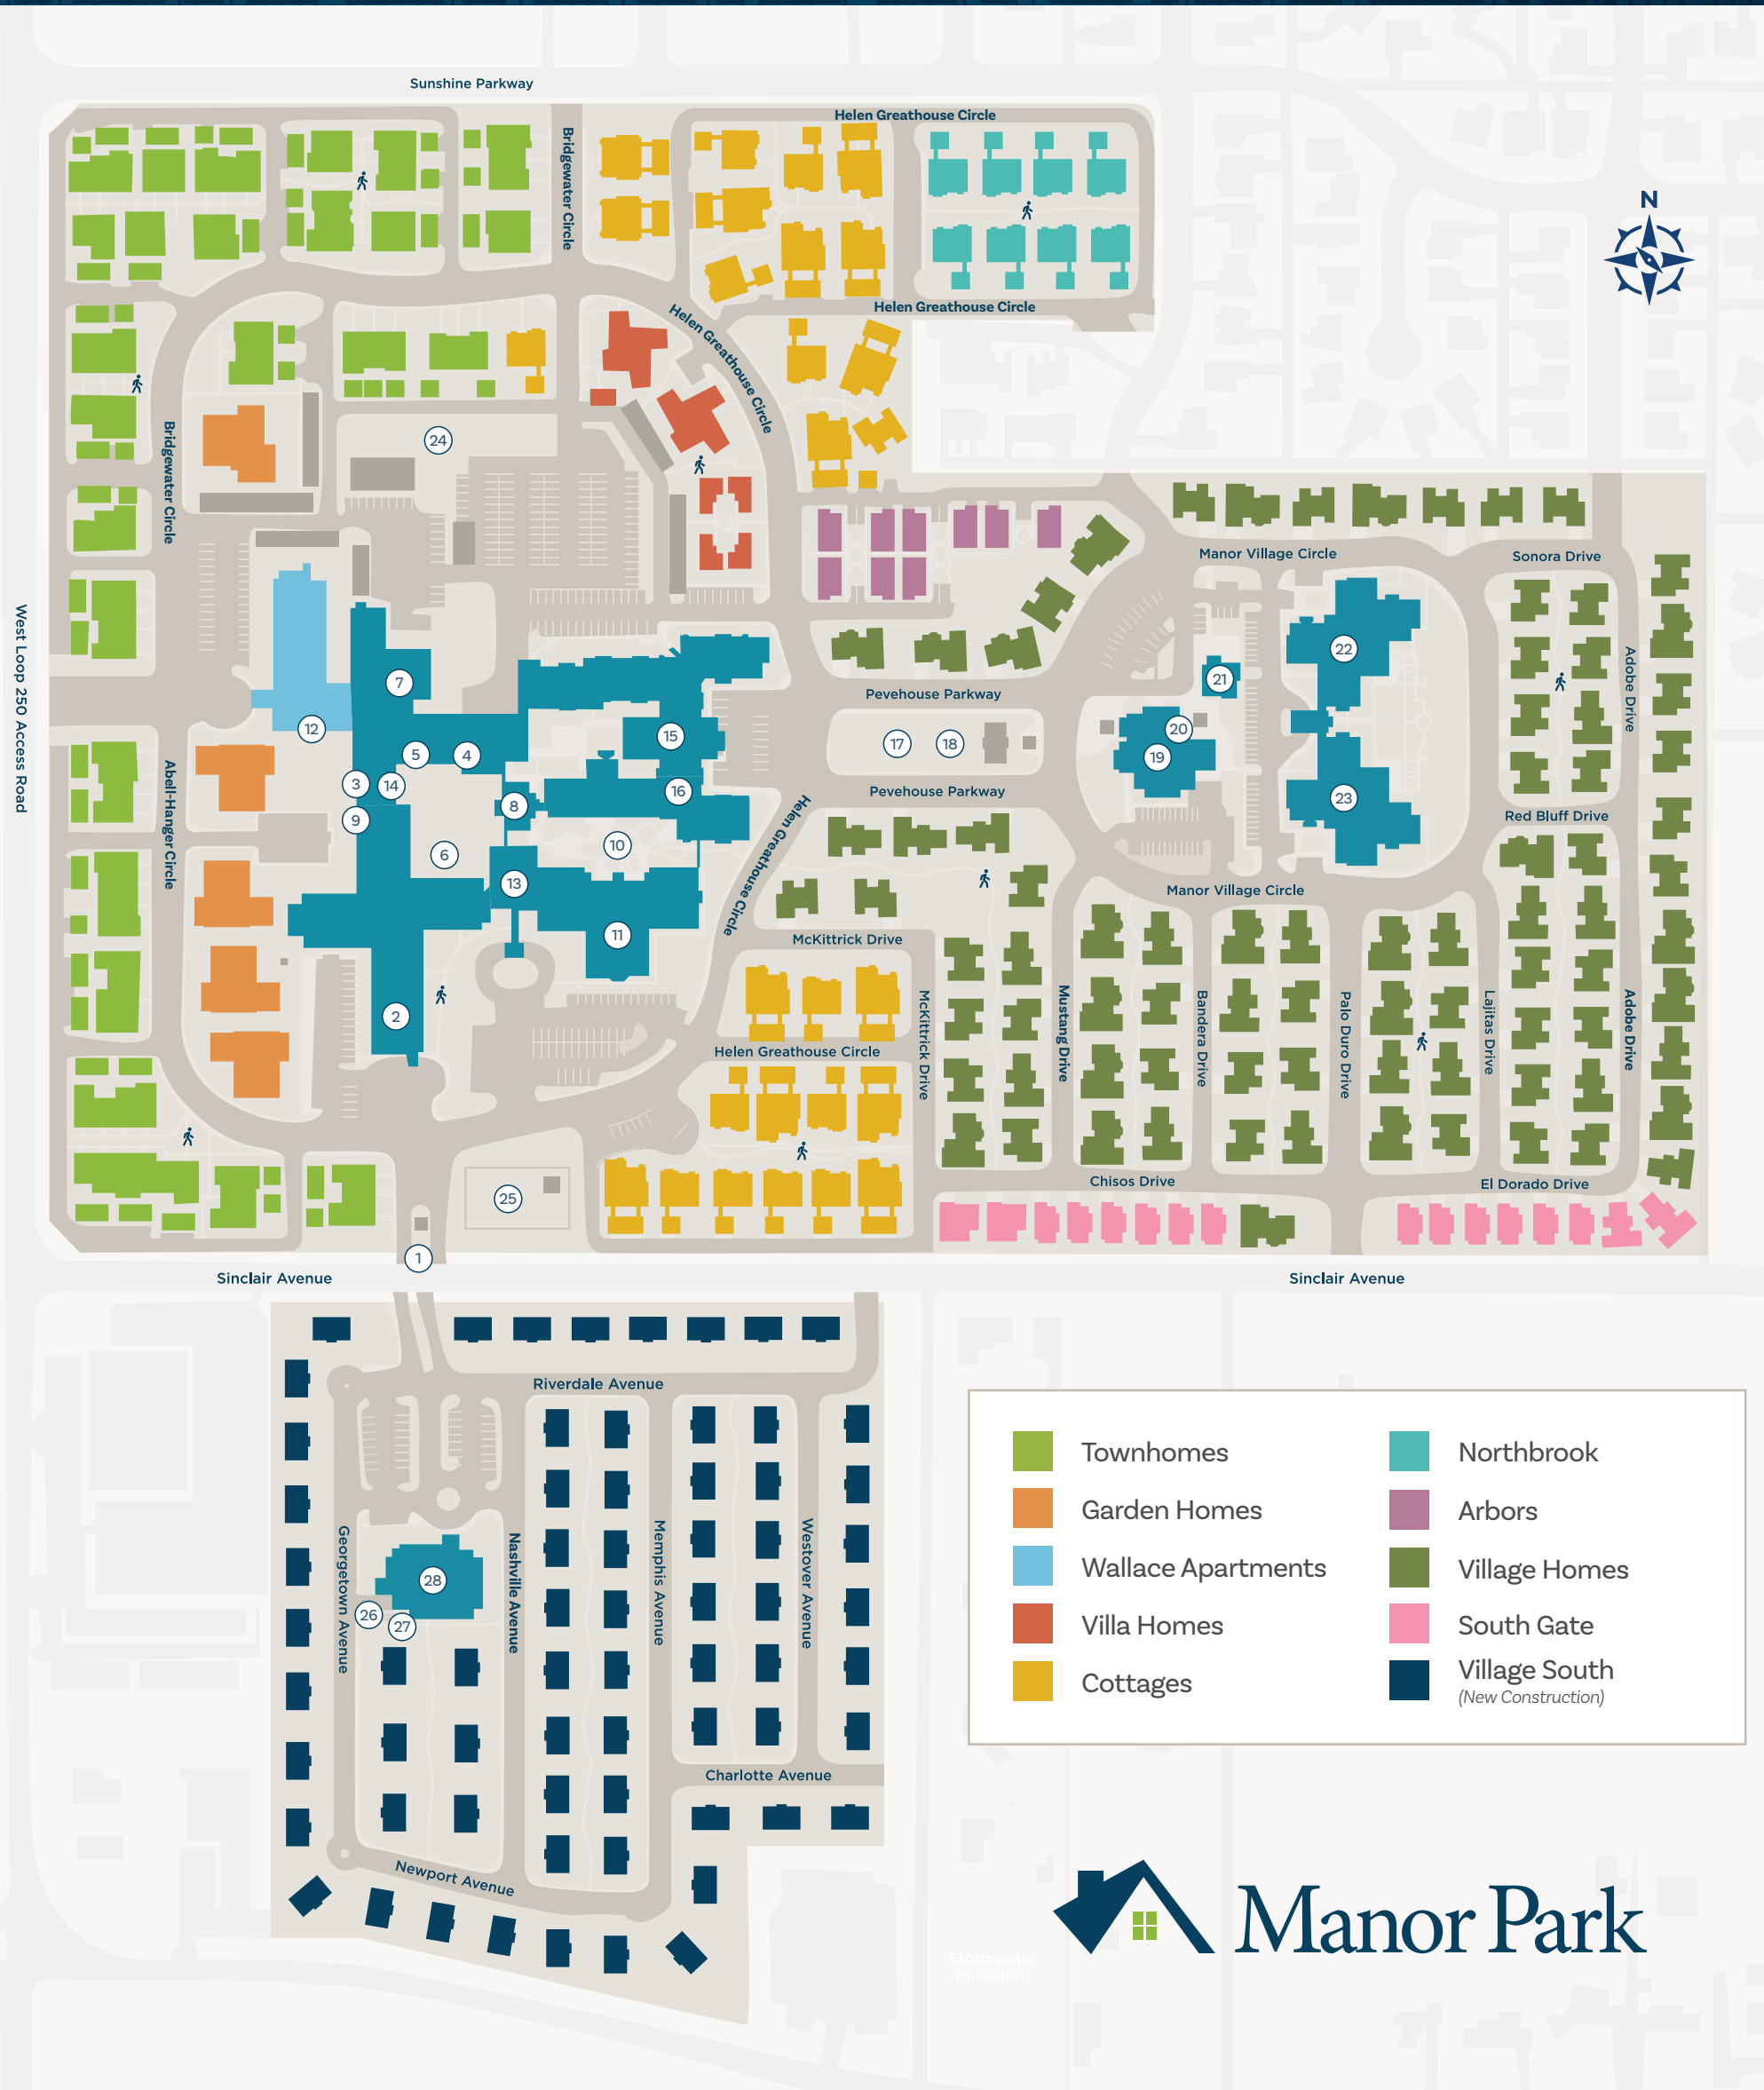 Sunshine Parkway
Helen Greathouse Circle
Bridgewater Circle
N
Helen Greathouse Circle
Helen Greathouse Circle
Bridgewater Circle
24
Manor Village Circle
Sonora Drive
West Loop 250 Access Road
Adobe Drive
22
21
7
Pevehouse Parkway
12
15
17
18
20
19
5
4
3
14
16
8
9
Pevehouse Parkway
23
Red Bluff Drive
Abell-Hanger Circle
Helen Greathouse Circle
10
6
13
Manor Village Circle
11
McKittrick Drive
2
McKittrick Drive
Mustang Drive
Bandera Drive
Palo Duro Drive
Lajitas Drive
Adobe Drive
Helen Greathouse Circle
Chisos Drive
El Dorado Drive
25
1
Sinclair Avenue
Sinclair Avenue
Riverdale Avenue
Georgetown Avenue
Nashville Avenue
Memphis Avenue
Westover Avenue
28
26
27
Charlotte Avenue
Newport Avenue
Townhomes
Garden Homes
Wallace Apartments
Villa Homes
Cottages
Northbrook
Arbors
Village Homes
South Gate
Village South
(New Construction)
Manor Park
Stormwater
Retention